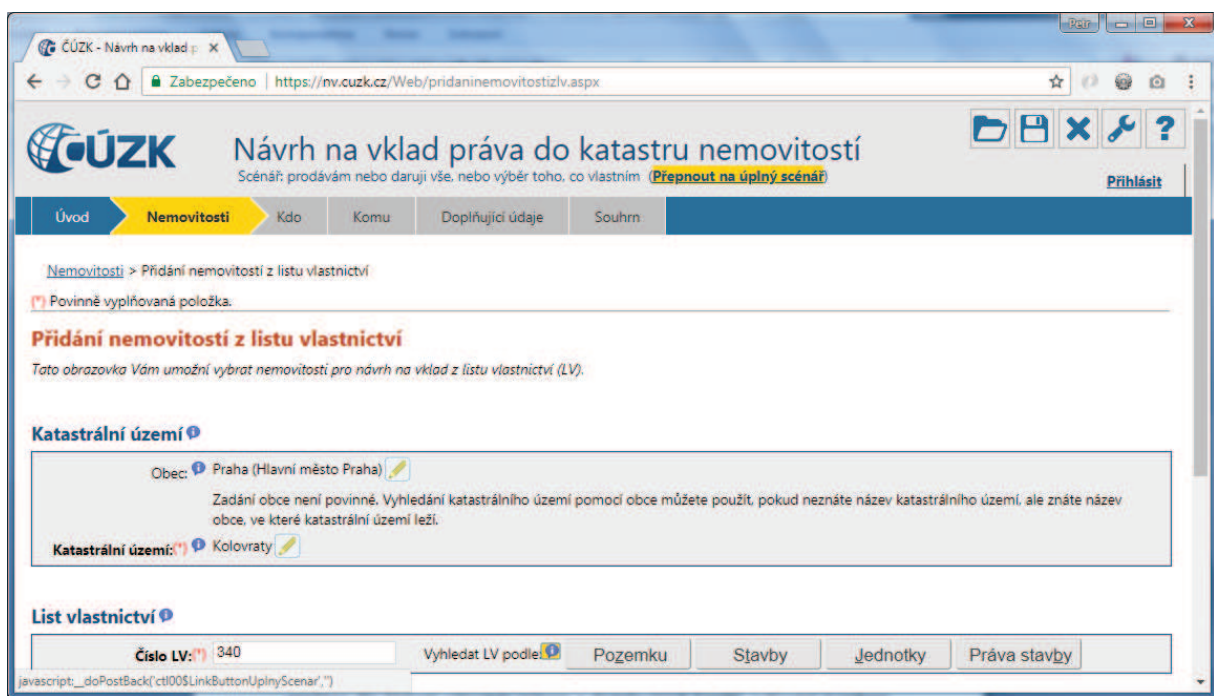 Petr
ČÚZK - Návrh na vklad p
Zabezpečeno | https://nv.cuzk.cz/Web/pridaninemovitostizlv.aspx
ČÚZK
Návrh na vklad práva do katastru nemovitostí
Scénář: prodávám nebo daruji vše, nebo výběr toho, co vlastním (Přepnout na úplný scénář)
Přihlásit
Úvod Nemovitosti Kdo Komu Doplňující údaje Souhrn
Nemovitosti > Přidání nemovitostí z listu vlastnictví
(*) Povinně vyplňovaná položka.
Přidání nemovitostí z listu vlastnictví
Tato obrazovka Vám umožní vybrat nemovitosti pro návrh na vklad z listu vlastnictví (LV).
Katastrální území
Obec: Praha (Hlavní město Praha)
Zadání obce není povinné. Vyhledání katastrálního území pomocí obce můžete použít, pokud neznáte název katastrálního území, ale znáte název
obce, ve které katastrální území leží.
Katastrální území:(*) Kolovraty
List vlastnictví
Číslo LV:(*) 340 Vyhledat LV podle: Pozemku Stavby Jednotky Práva stavby
javascript:__doPostBack('ctl00$LinkButtonUplnyScenar','')